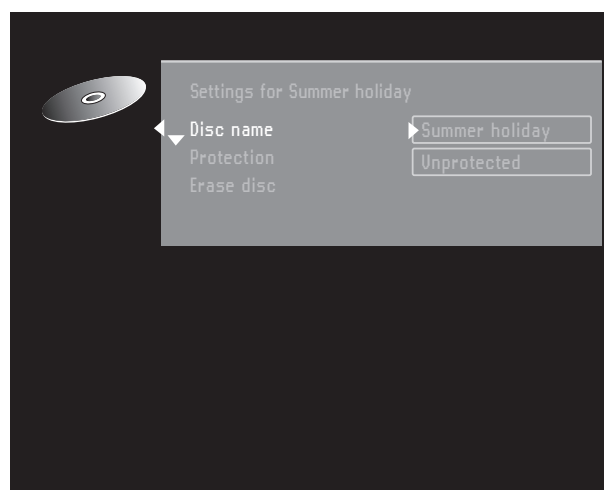 Settings for Summer holiday
Disc name Summer holiday
Protection Unprotected
Erase disc